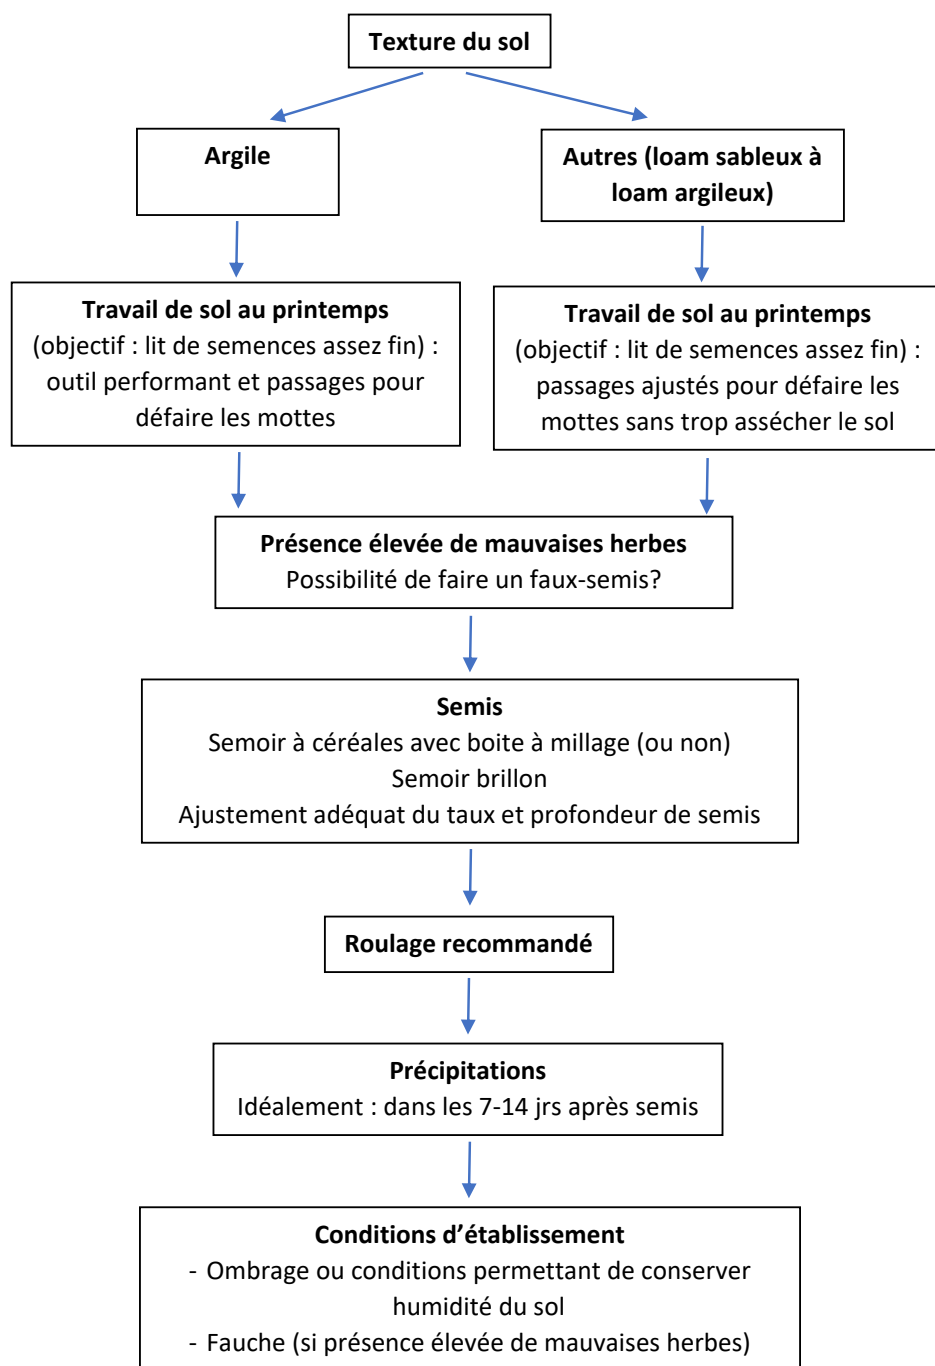 Texture du sol
Argile
Autres (loam sableux à
loam argileux)
Travail de sol au printemps
(objectif : lit de semences assez fin) :
outil performant et passages pour
défaire les mottes
Travail de sol au printemps
(objectif : lit de semences assez fin) :
passages ajustés pour défaire les
mottes sans trop assécher le sol
Présence élevée de mauvaises herbes
Possibilité de faire un faux-semis?
Semis
Semoir à céréales avec boite à millage (ou non)
Semoir brillon
Ajustement adéquat du taux et profondeur de semis
Roulage recommandé
Précipitations
Idéalement : dans les 7-14 jrs après semis
Conditions d’établissement
- Ombrage ou conditions permettant de conserver
humidité du sol
- Fauche (si présence élevée de mauvaises herbes)